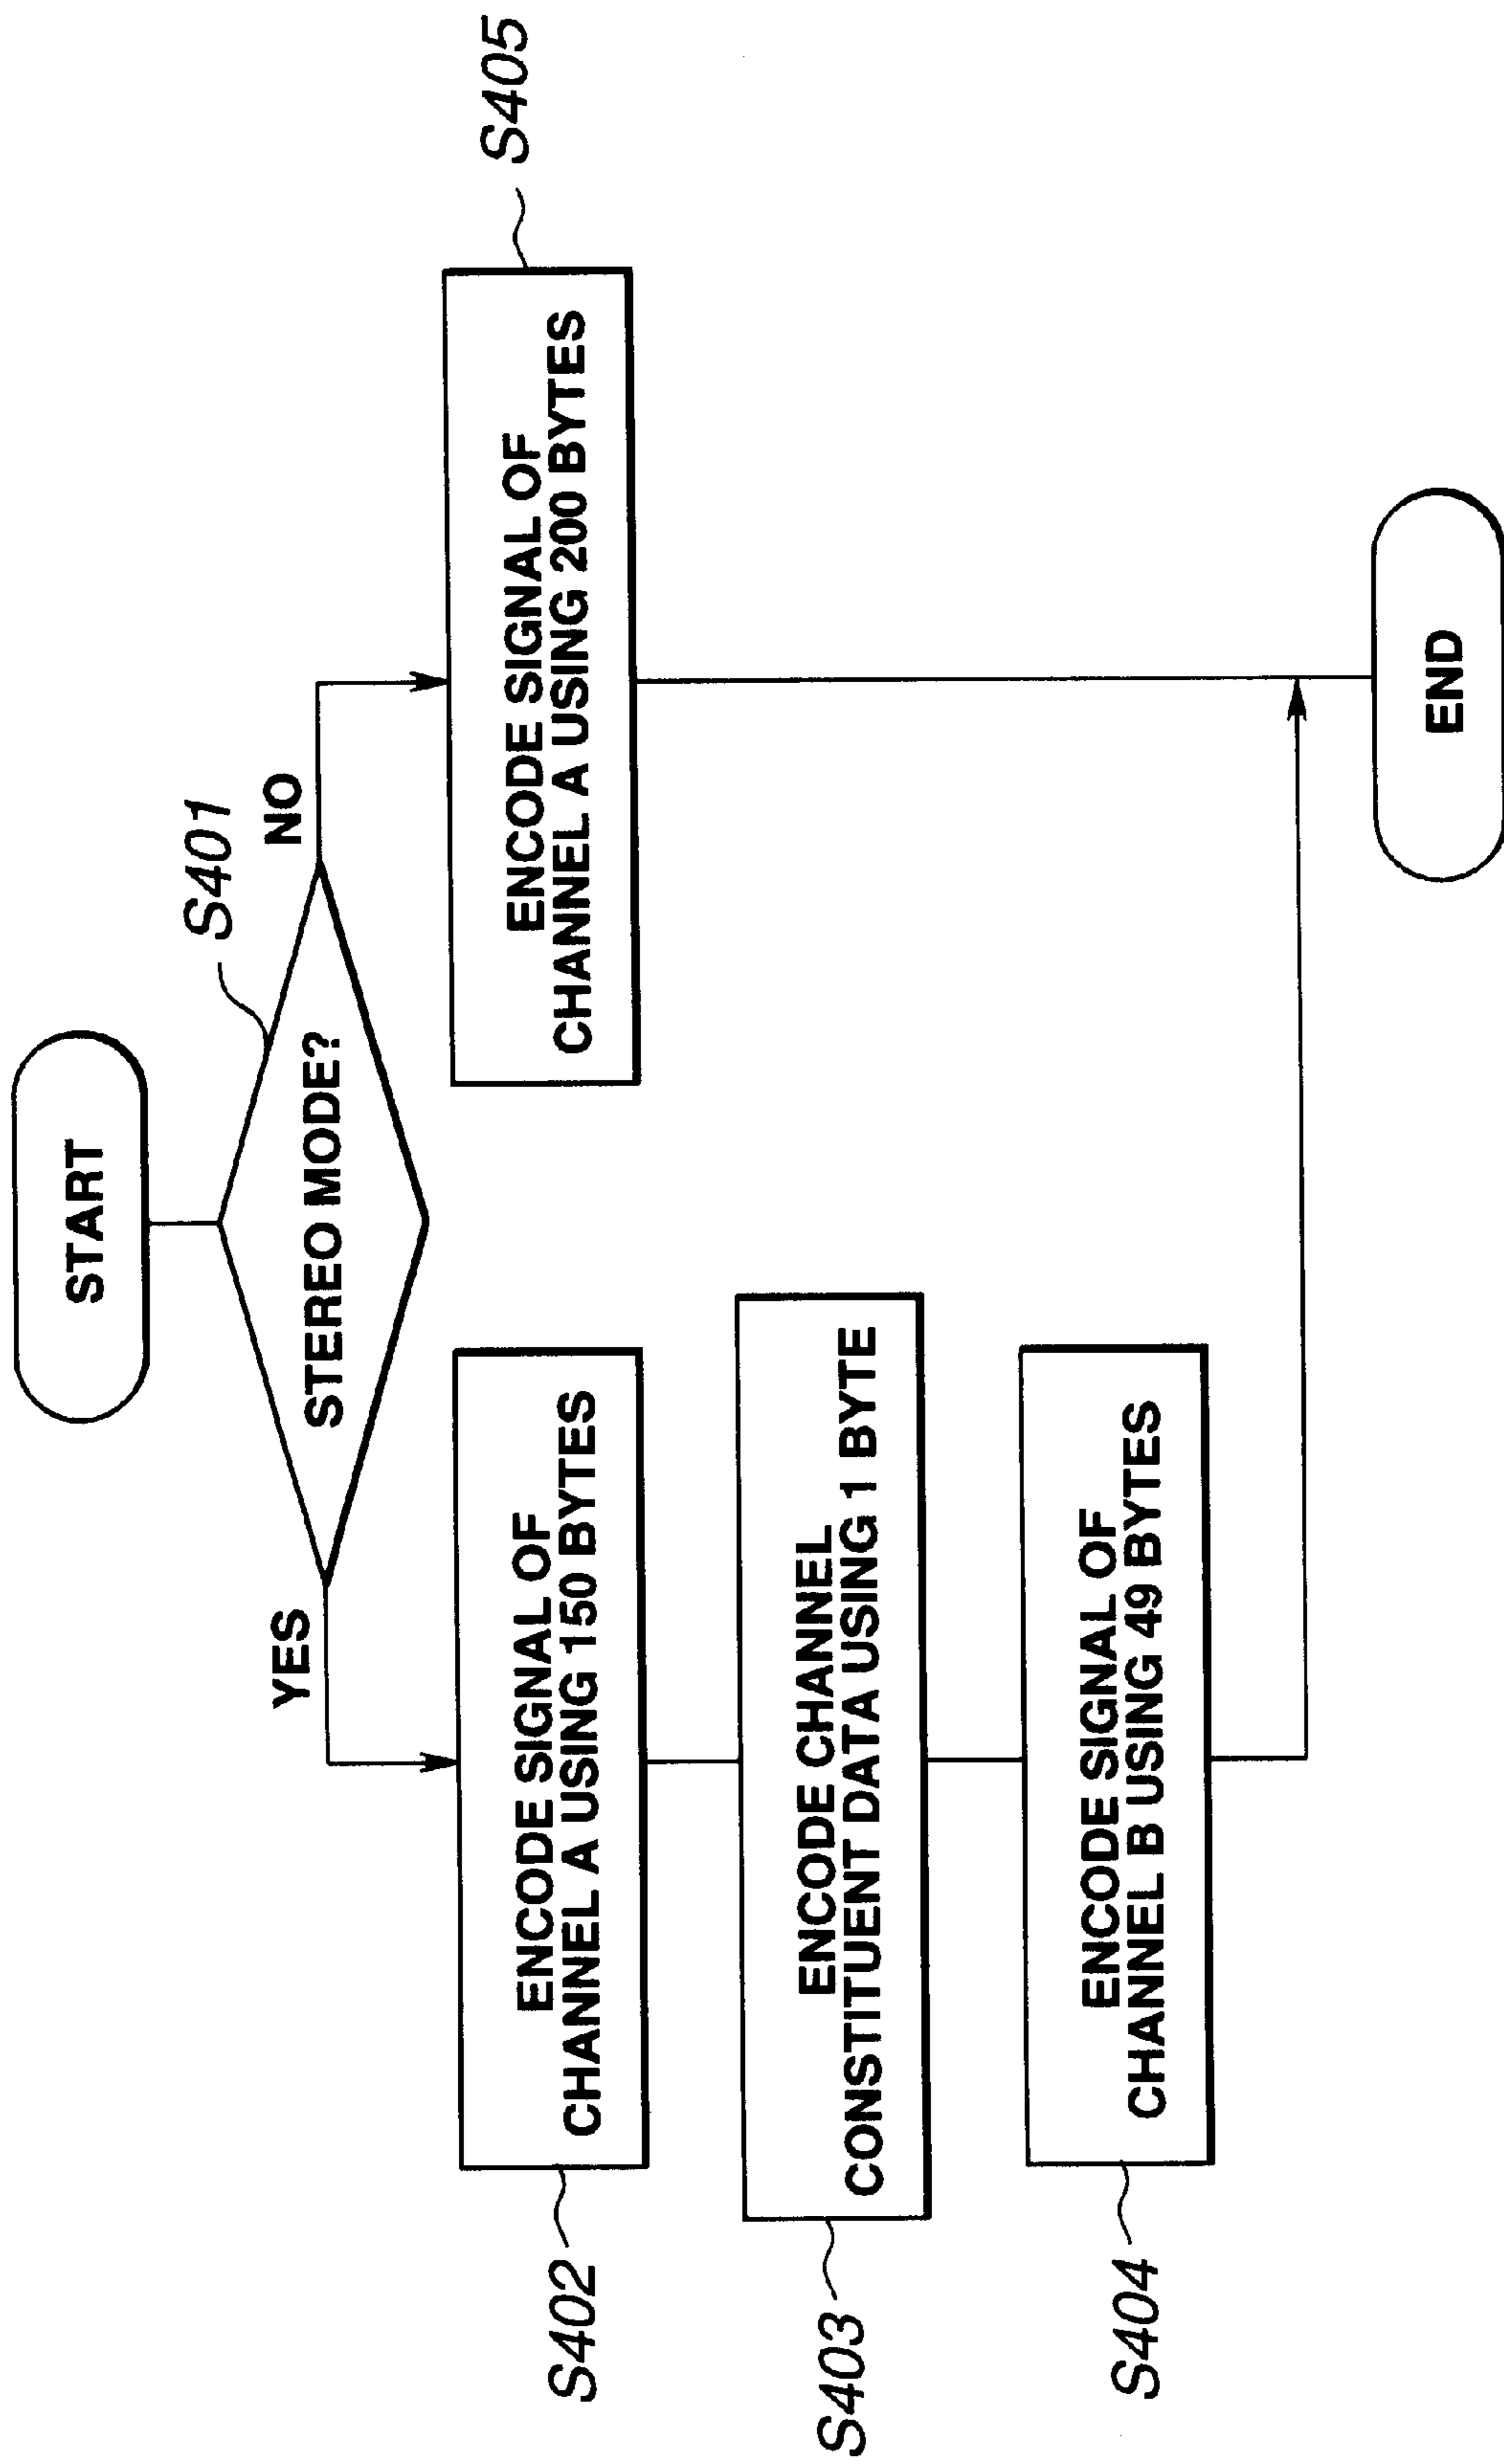 START
S401
STEREO MODE?
YES
NO
S402
ENCODE SIGNAL OF
CHANNEL A USING 150 BYTES
S405
ENCODE SIGNAL OF
CHANNEL A USING 200 BYTES
S403
ENCODE CHANNEL
CONSTITUENT DATA USING 1 BYTE
S404
ENCODE SIGNAL OF
CHANNEL B USING 49 BYTES
END